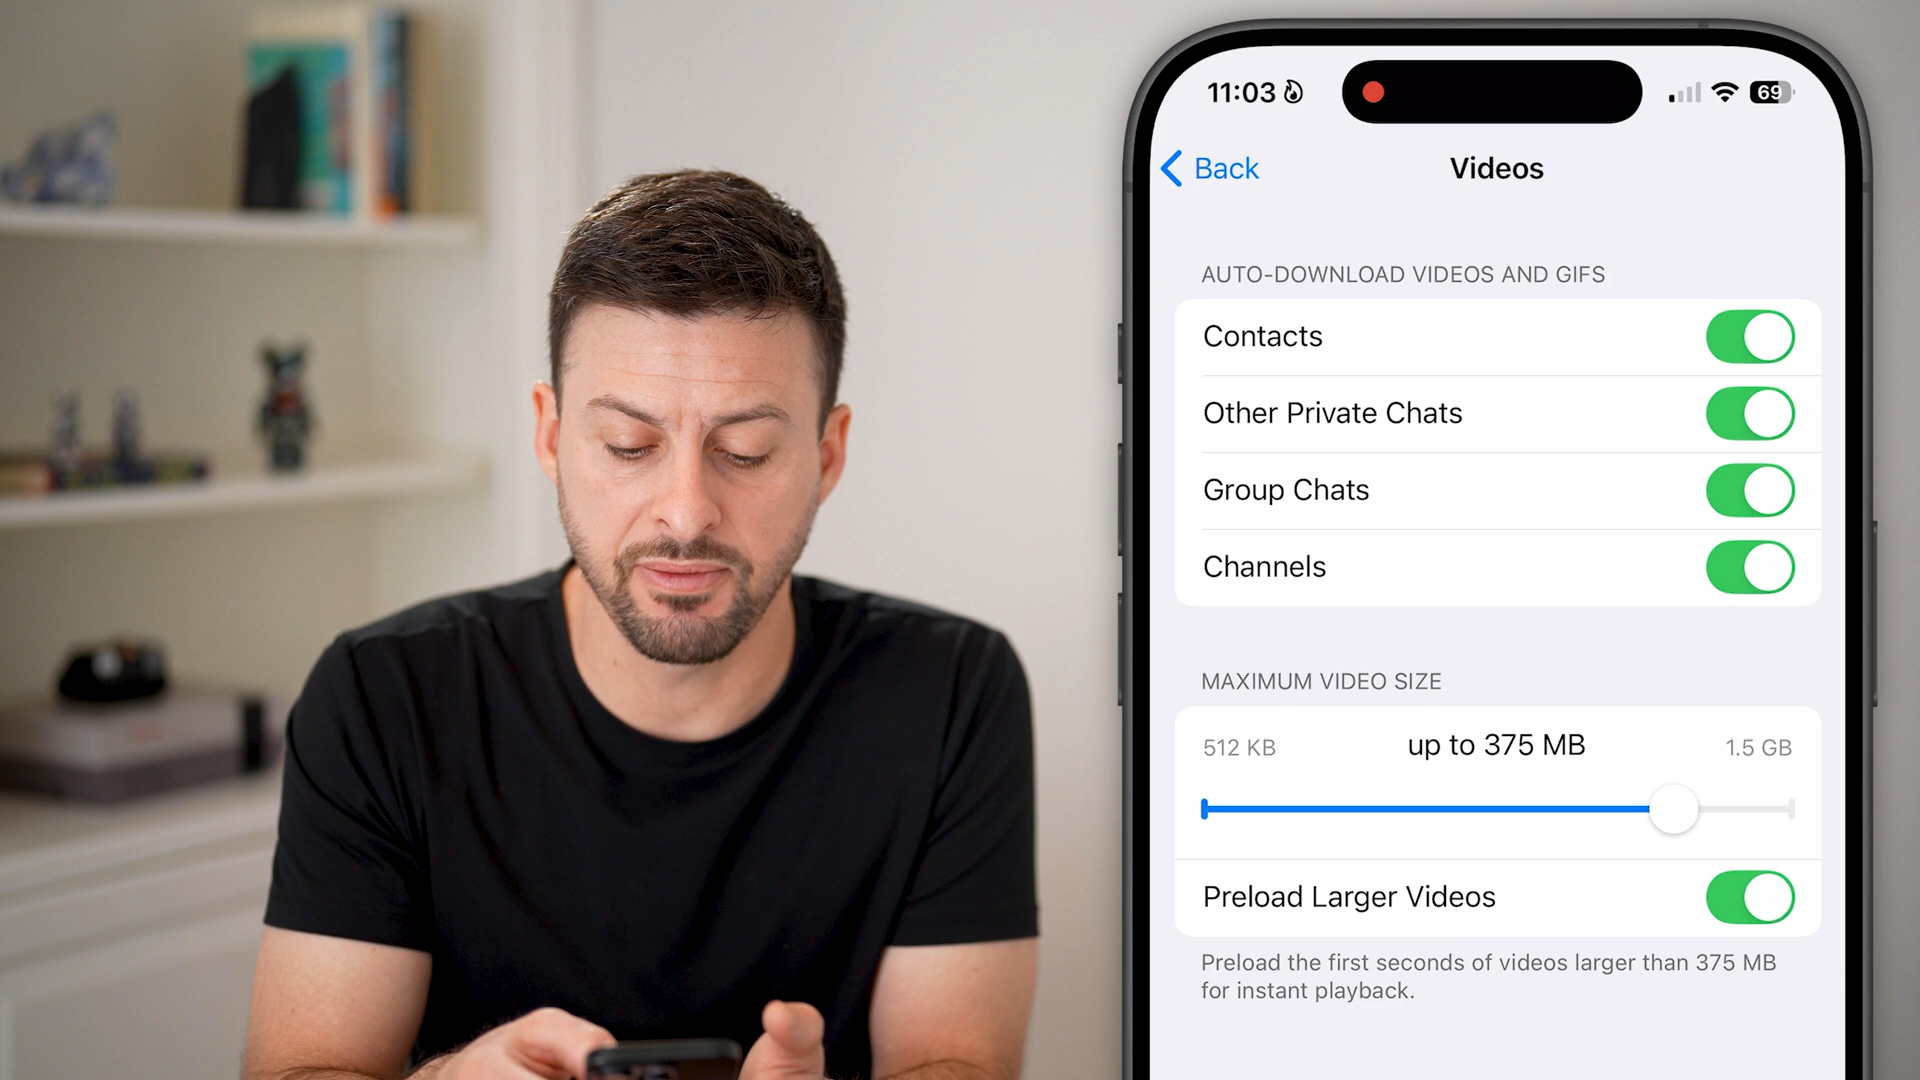 11:03
69
Back
Videos
AUTO-DOWNLOAD VIDEOS AND GIFS
Contacts
Other Private Chats
Group Chats
Channels
MAXIMUM VIDEO SIZE
512 KB
up to 375 MB
1.5 GB
Preload Larger Videos
Preload the first seconds of videos larger than 375 MB
for instant playback.